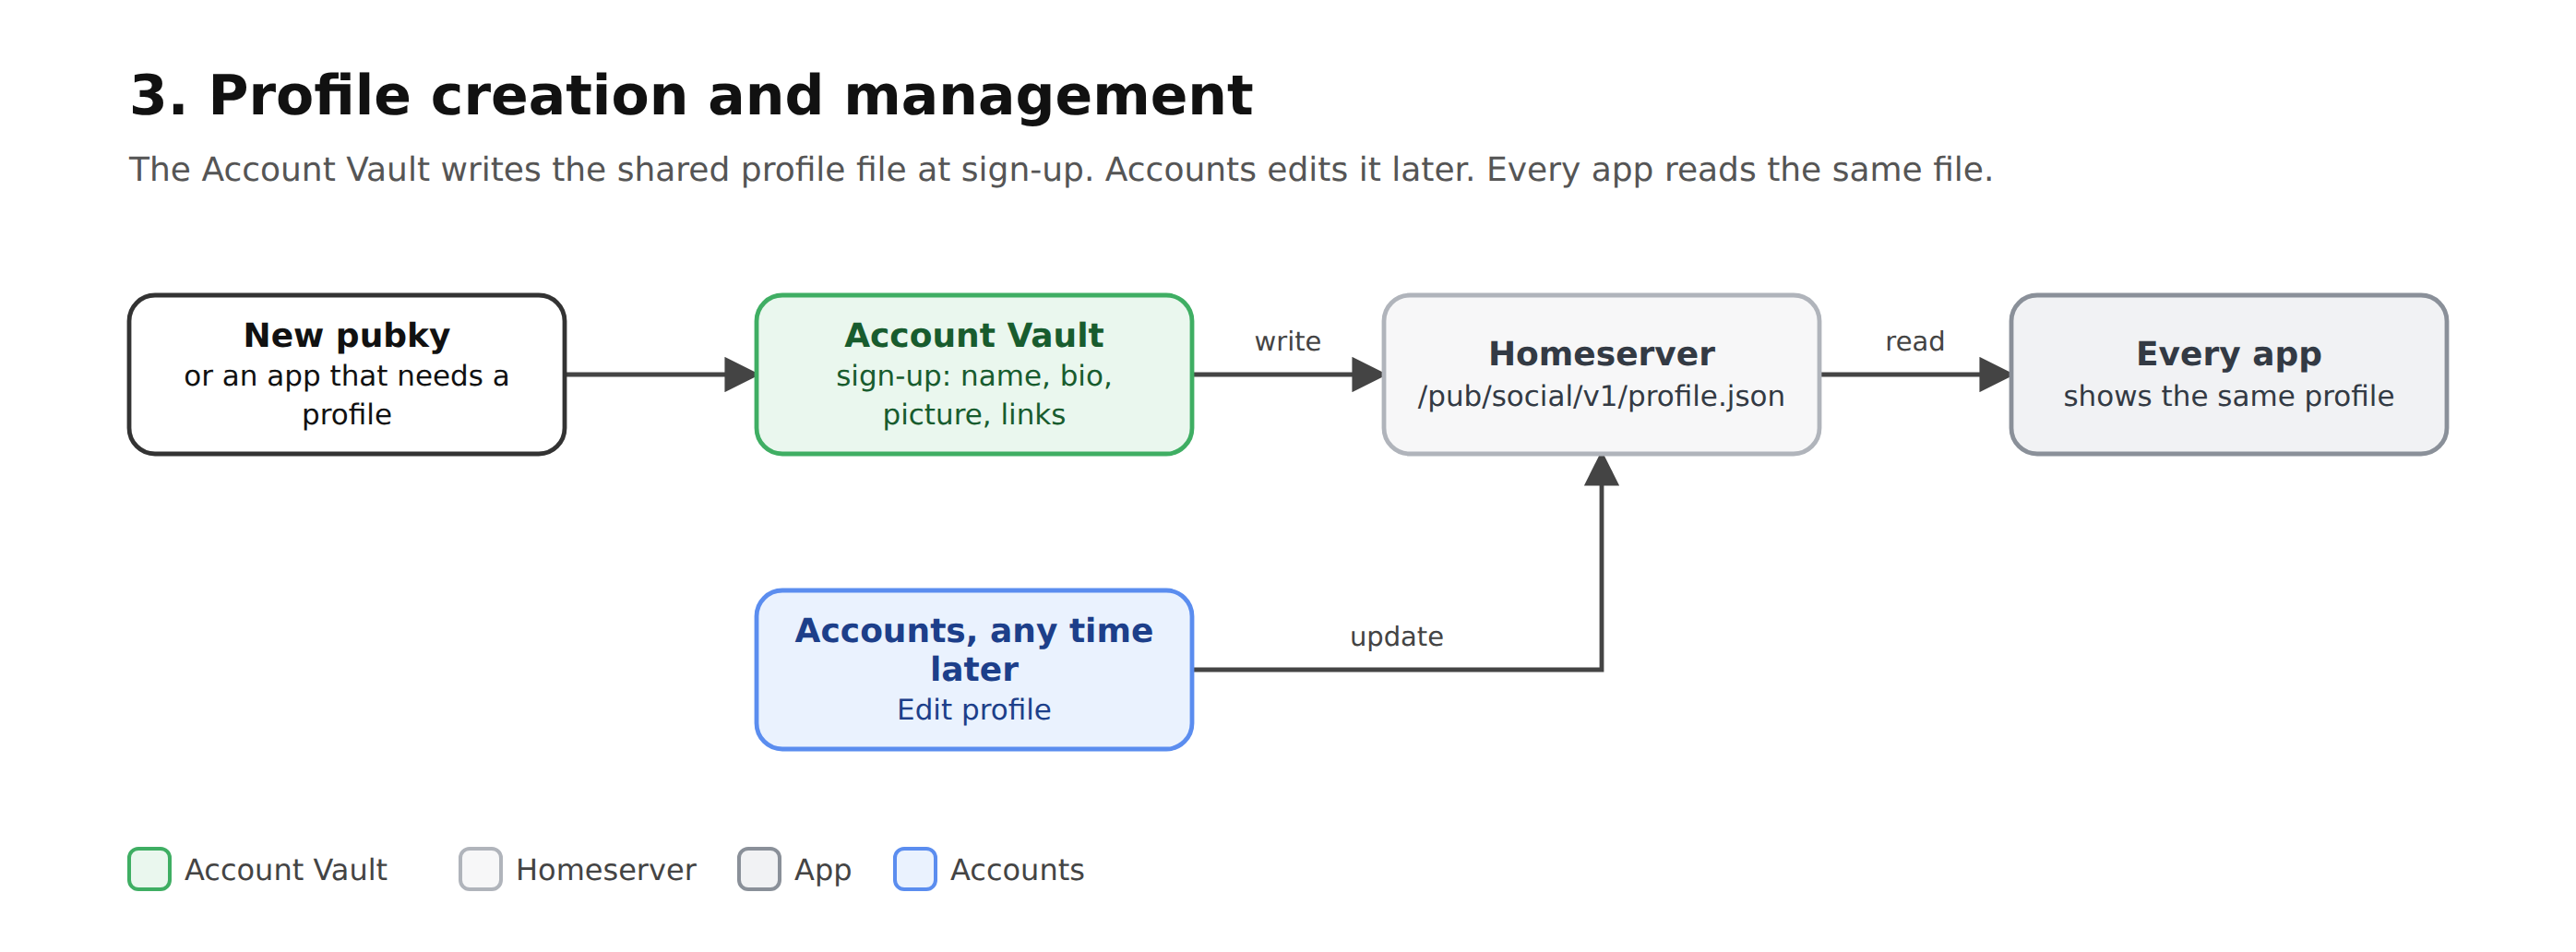 3. Profile creation and management
The Account Vault writes the shared profile file at sign-up. Accounts edits it later. Every app reads the same file.
New pubky
or an app that needs a
profile
Account Vault
sign-up: name, bio,
picture, links
write
Homeserver
/pub/social/v1/profile.json
read
Every app
shows the same profile
Accounts, any time
later
Edit profile
update
Account Vault
Homeserver
App
Accounts